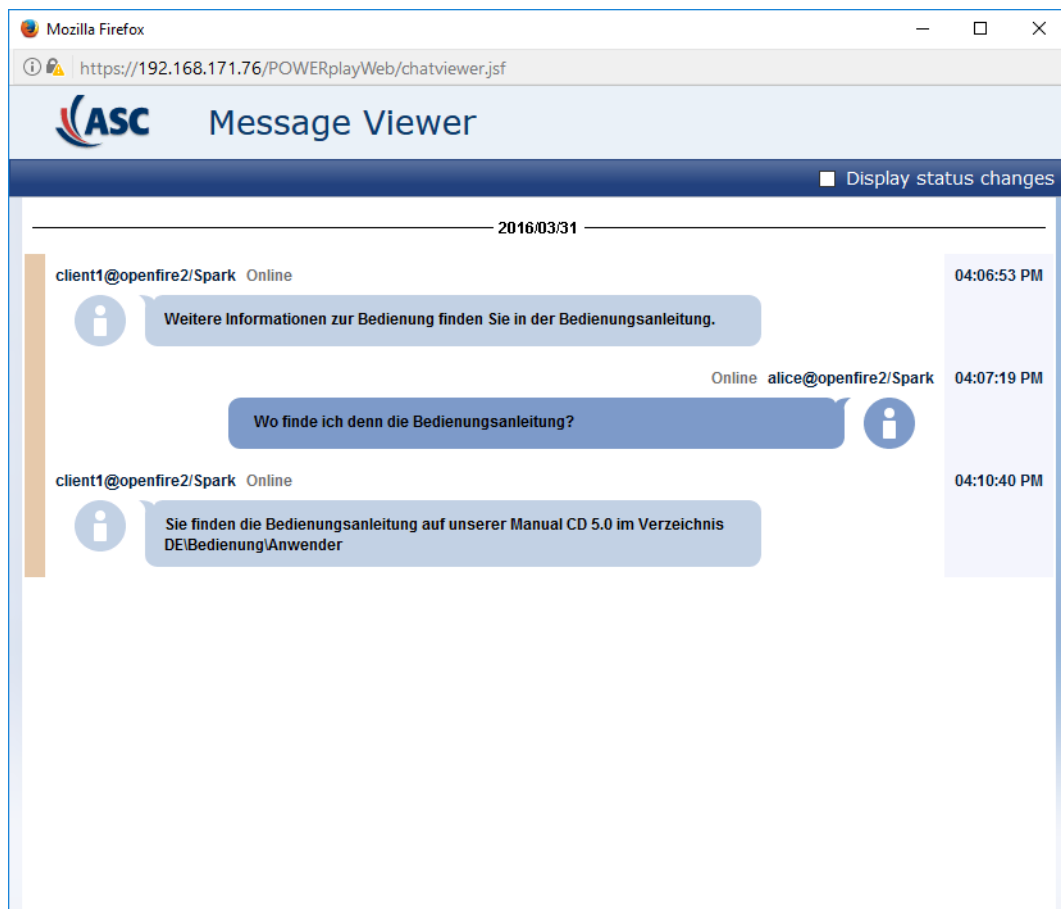 Mozilla Firefox
https://192.168.171.76/POWERplayWeb/chatviewer.jsf
ASC Message Viewer
Display status changes
2016/03/31
client1@openfire2/Spark Online 04:06:53 PM
Weitere Informationen zur Bedienung finden Sie in der Bedienungsanleitung.
Online alice@openfire2/Spark 04:07:19 PM
Wo finde ich denn die Bedienungsanleitung?
client1@openfire2/Spark Online 04:10:40 PM
Sie finden die Bedienungsanleitung auf unserer Manual CD 5.0 im Verzeichnis
DE\Bedienung\Anwender